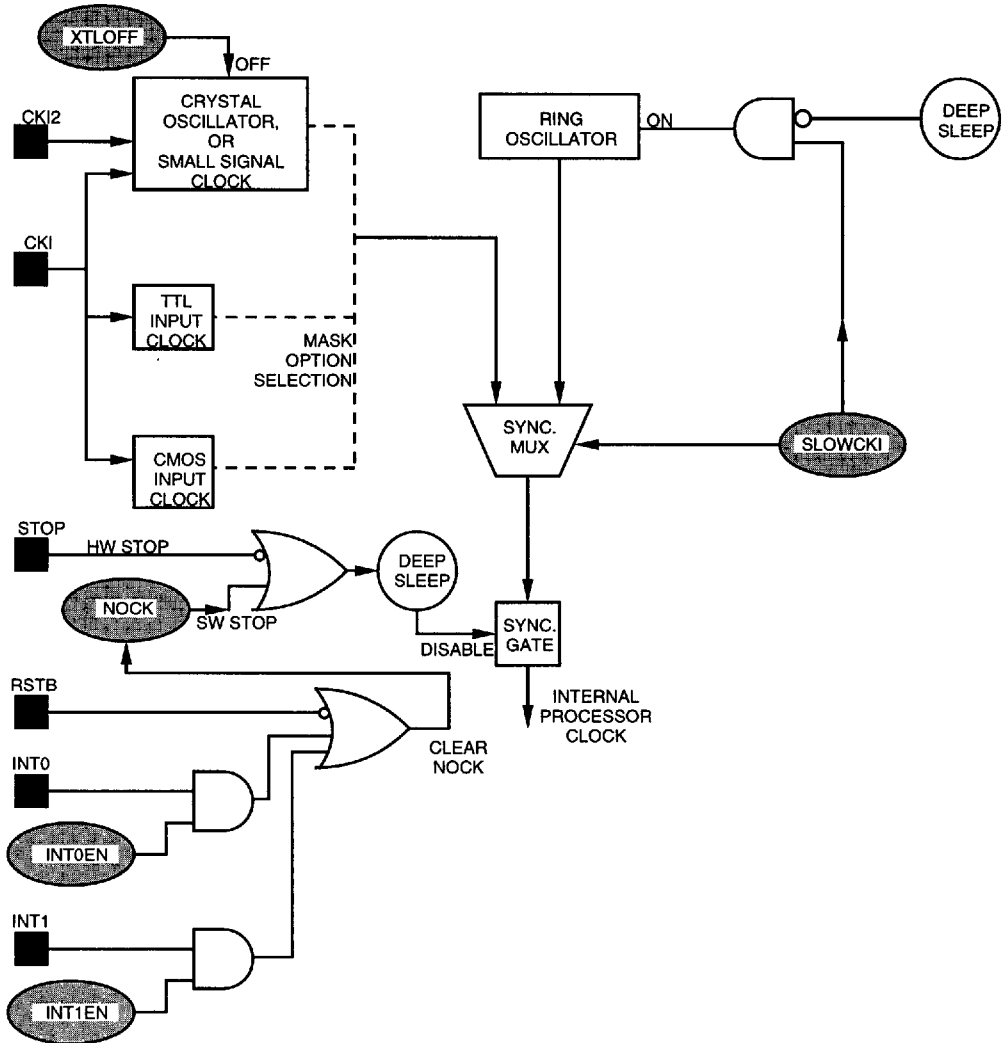 XTLOFF
OFF
CKI2
CRYSTAL
OSCILLATOR,
OR
SMALL SIGNAL
CLOCK
RING
OSCILLATOR
ON
DEEP
SLEEP
CKI
TTL
INPUT
CLOCK
MASK
OPTION
SELECTION
CMOS
INPUT
CLOCK
SYNC.
MUX
SLOWCKI
STOP
HW STOP
NOCK
SW STOP
DEEP
SLEEP
DISABLE
SYNC.
GATE
RSTB
CLEAR
NOCK
INTERNAL
PROCESSOR
CLOCK
INT0
INT0EN
INT1
INT1EN